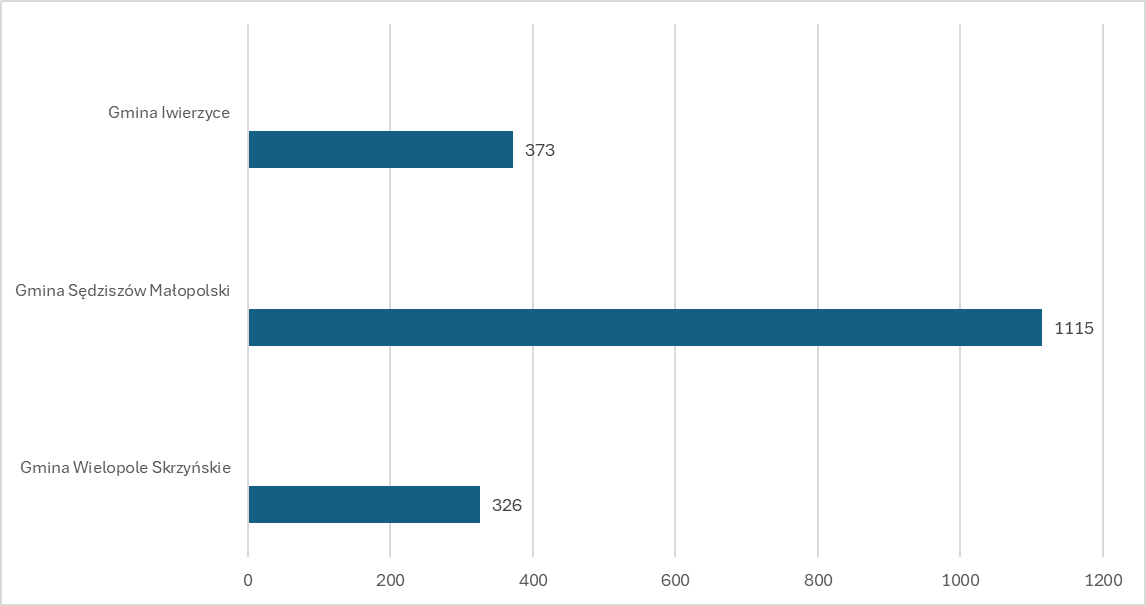 Gmina Iwierzyce
373
Gmina Sędziszów Małopolski
1115
Gmina Wielopole Skrzyńskie
326
0 200 400 600 800 1000 1200